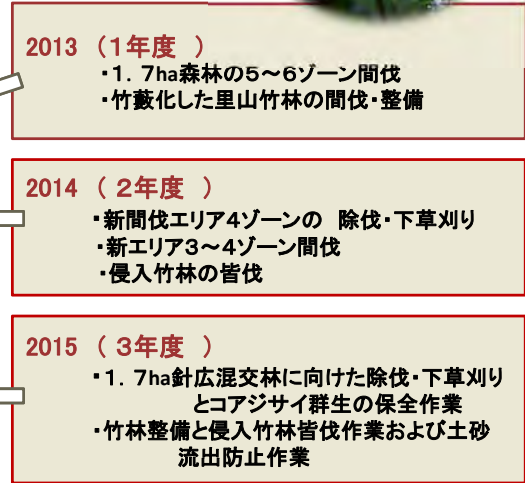 2013 （1年度 ）
・1．7ha森林の5～6ゾーン間伐
・竹藪化した里山竹林の間伐・整備
2014 （ 2年度 ）
・新間伐エリア4ゾーンの 除伐・下草刈り
・新エリア3～4ゾーン間伐
・侵入竹林の皆伐
2015 （ 3年度 ）
・1．7ha針広混交林に向けた除伐・下草刈り
とコアジサイ群生の保全作業
・竹林整備と侵入竹林皆伐作業および土砂
流出防止作業